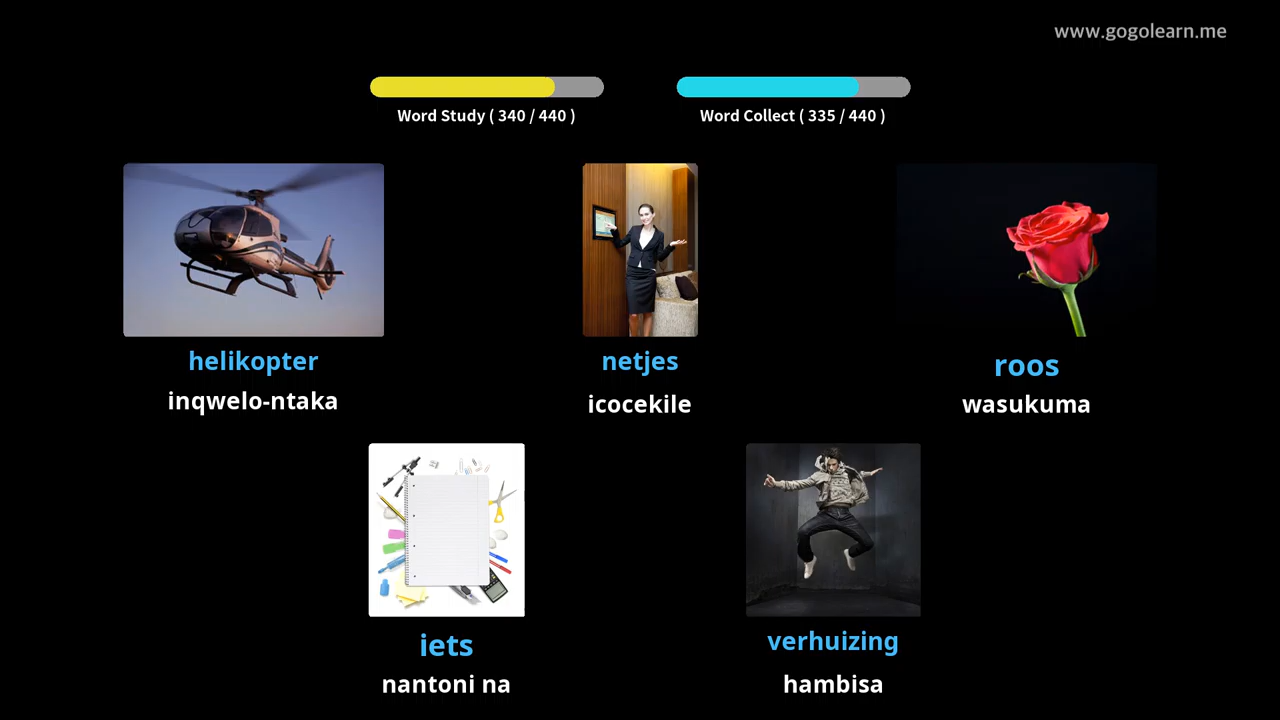 www.gogolearn.me
Word Study ( 340 / 440 )
Word Collect ( 335 / 440 )
helikopter
inqwelo-ntaka
netjes
icocekile
roos
wasukuma
iets
nantoni na
verhuizing
hambisa